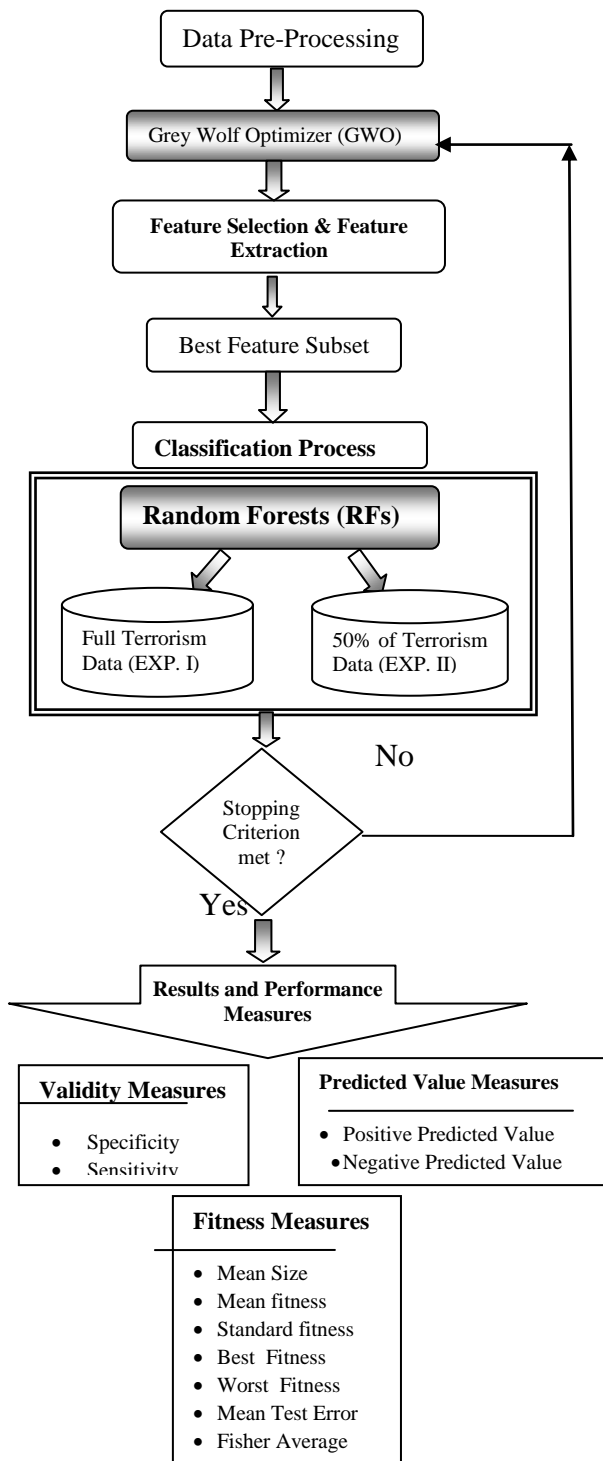 Data Pre-Processing
Grey Wolf Optimizer (GWO)
Feature Selection & Feature
Extraction
Best Feature Subset
Classification Process
Random Forests (RFs)
Full Terrorism
Data (EXP. I)
50% of Terrorism
Data (EXP. II)
No
Stopping
Criterion
met ?
Yes
Results and Performance
Measures
Validity Measures
• Specificity
• Sensitivity
Predicted Value Measures
• Positive Predicted Value
•Negative Predicted Value
Fitness Measures
• Mean Size
• Mean fitness
• Standard fitness
• Best Fitness
• Worst Fitness
• Mean Test Error
• Fisher Average